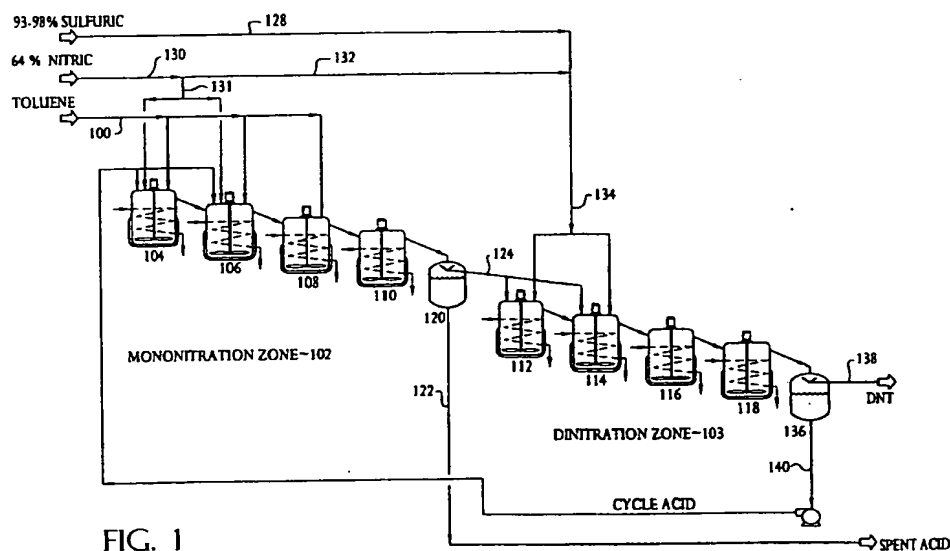 93-98% SULFURIC
128
64 % NITRIC
130
132
131
TOLUENE
100
134
104
106
108
110
124
120
112
114
116
118
138
DNT
136
MONONITRATION ZONE~102
122
DINITRATION ZONE~103
140
CYCLE ACID
FIG. 1
SPENT ACID